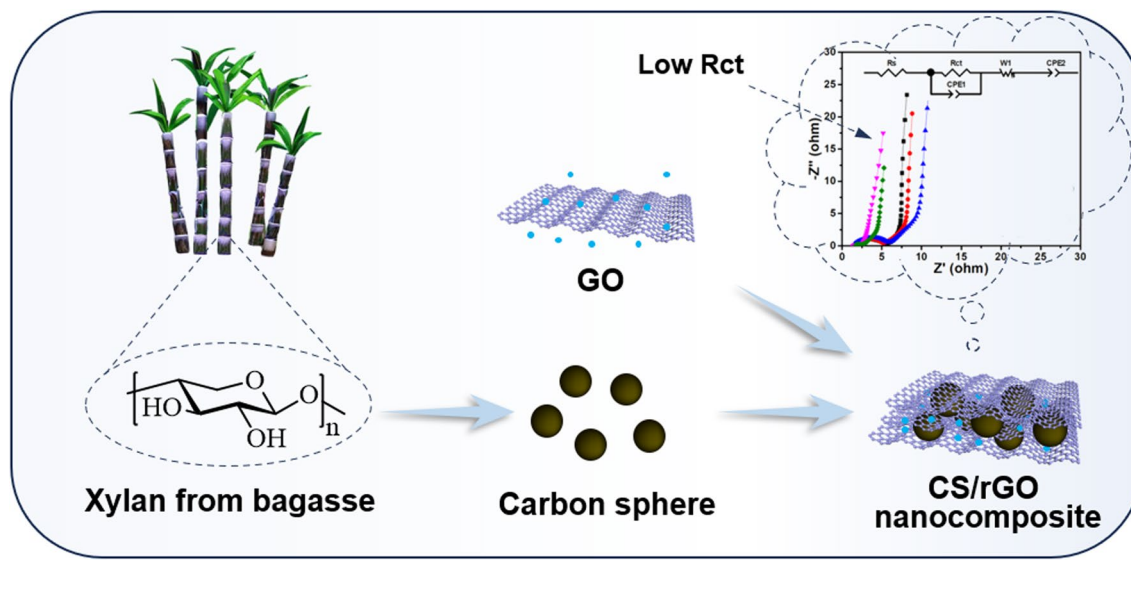 Low Rct
30
25
20
15
10
5
0
-Z'' (ohm)
Rs
Rct
W1
CPE2
CPE1
0
5
10
15
20
25
30
Z' (ohm)
GO
HO
O
O
OH
n
Xylan from bagasse
Carbon sphere
CS/rGO
nanocomposite